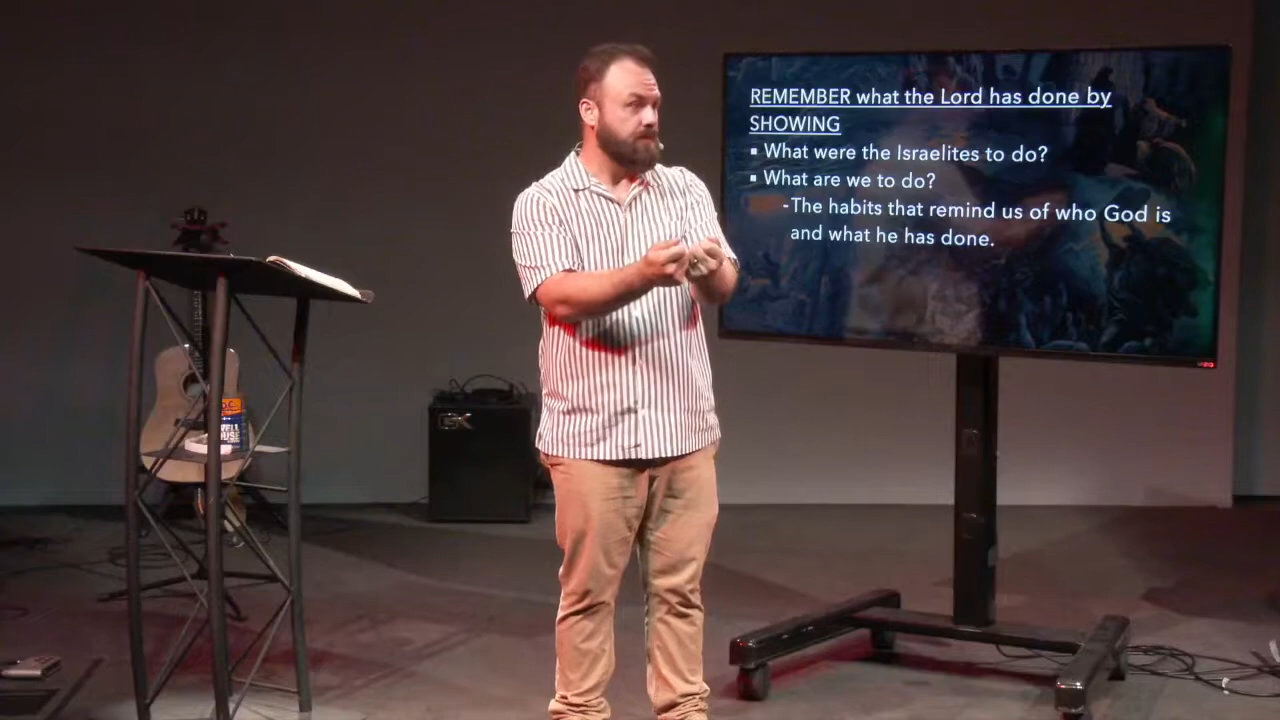 REMEMBER what the Lord has done by
SHOWING
▪ What were the Israelites to do?
▪ What are we to do?
-The habits that remind us of who God is
and what he has done.
GK